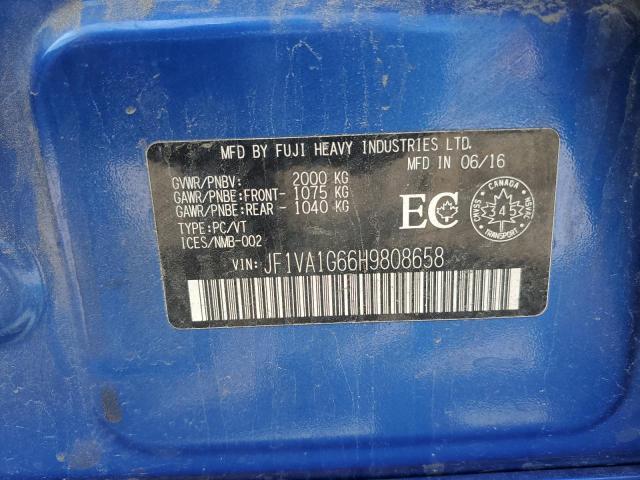 MFD BY FUJI HEAVY INDUSTRIES LTD.
MFD IN 06/16
GVWR/PNBV: 2000 KG
GAWR/PNBE:FRONT- 1075 KG
GAWR/PNBE:REAR - 1040 KG
TYPE:PC/VT
ICES/NMB-002
EC
CANADA
345
VIN: JF1VA1G66H9808658